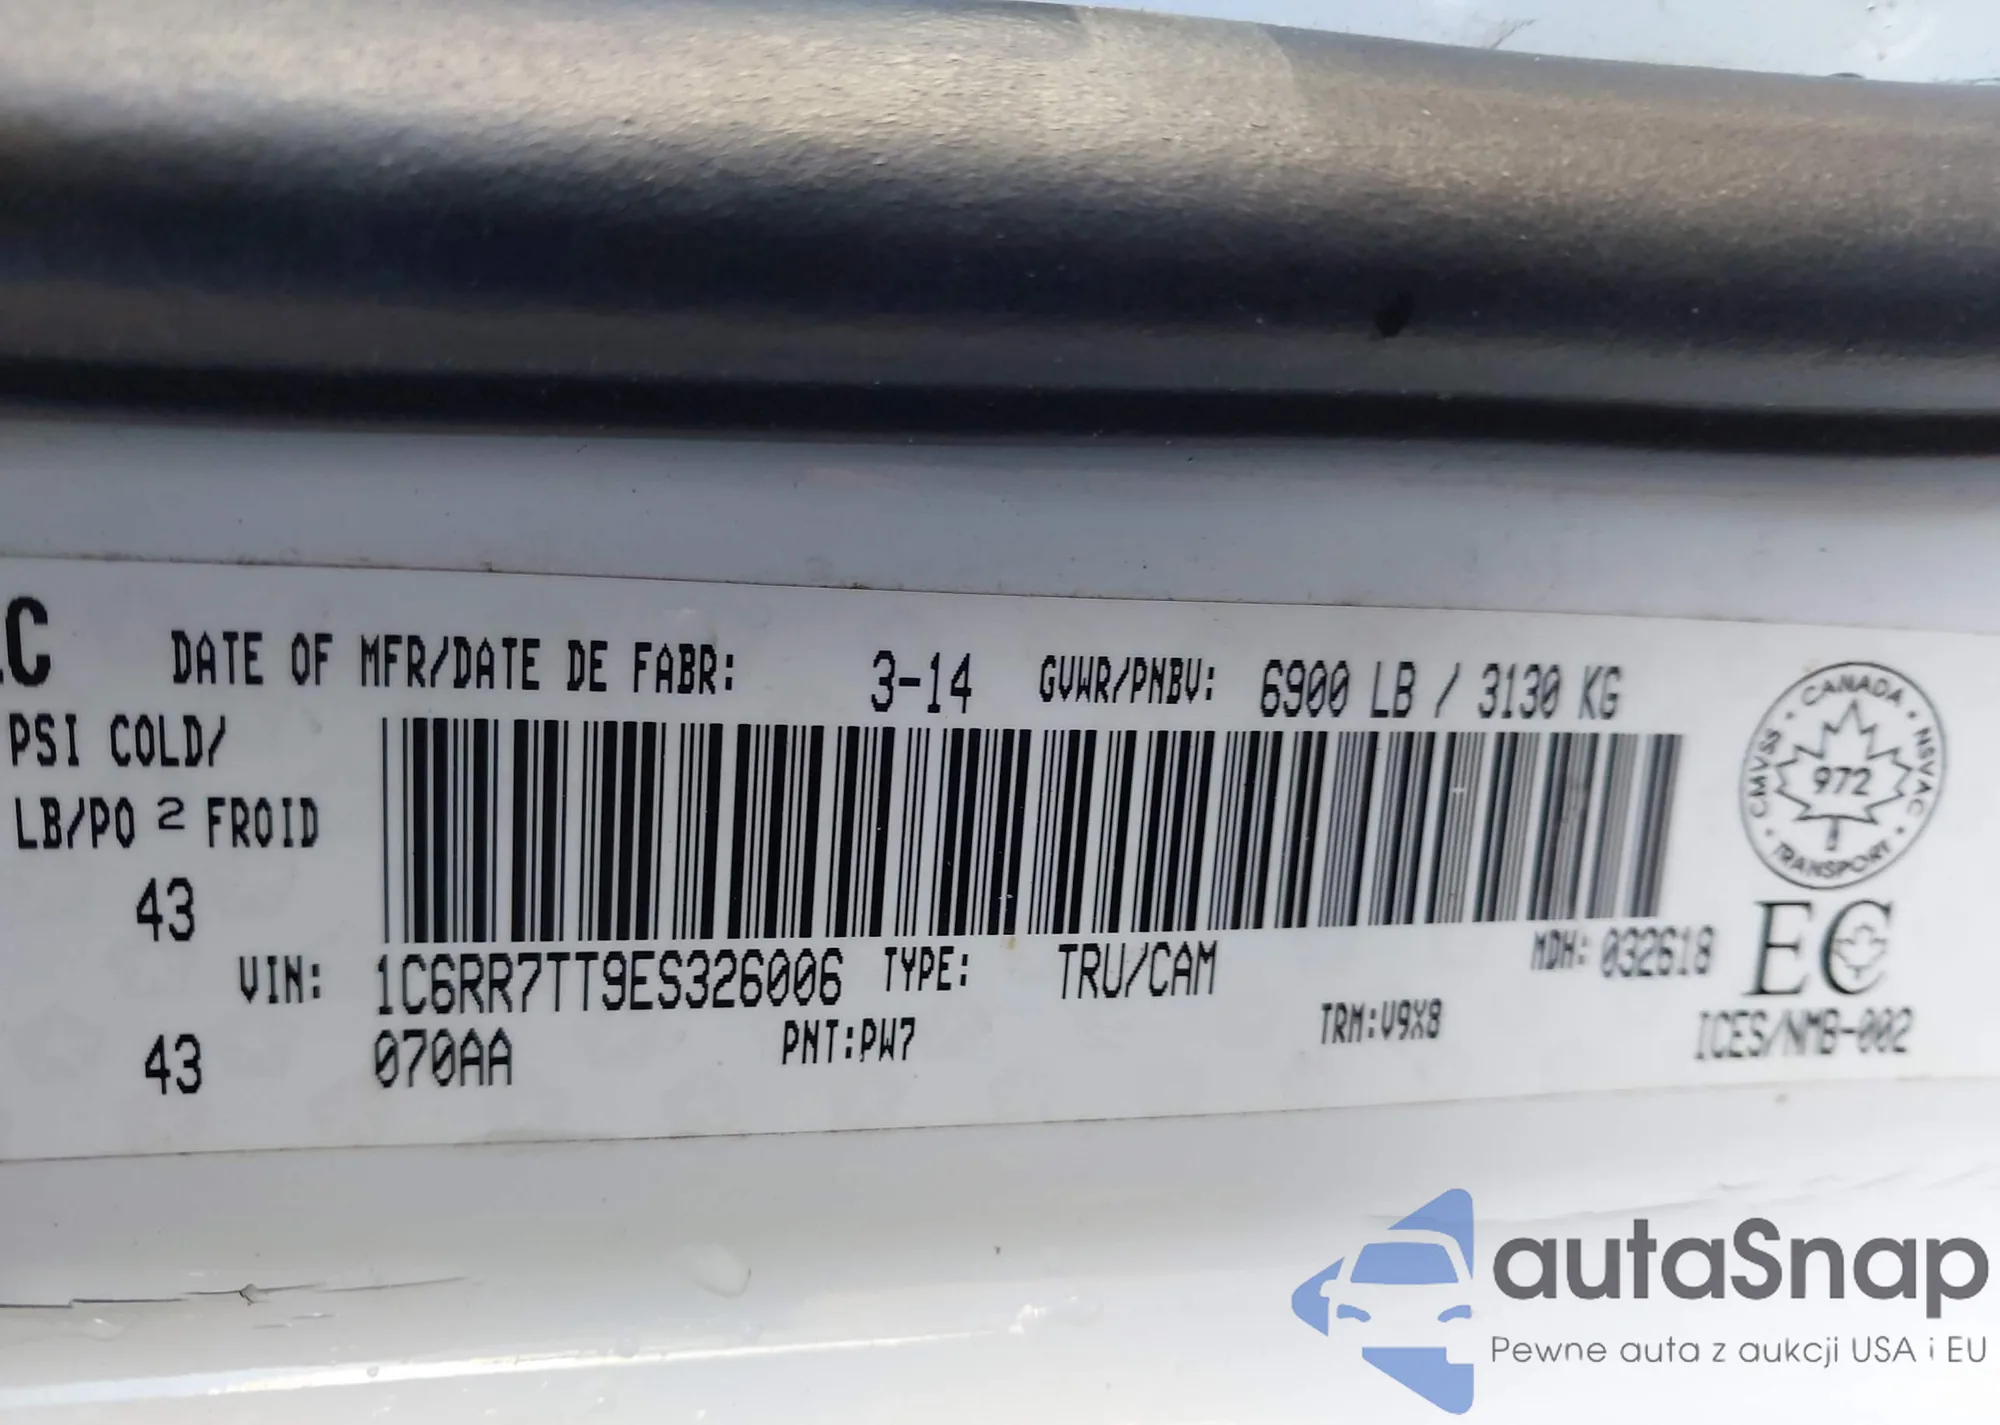 C
DATE OF MFR/DATE DE FABR: 3-14 GVWR/PNBV: 6900 LB / 3130 KG
PSI COLD/
LB/PO 2 FROID
43
VIN: 1C6RR7TT9ES326006 TYPE: TRU/CAM MDH: 032618
43 070AA PNT:PW7 TRM:V9X8
CANADA • NSVAC • TRANSPORT • CMVSS •
972
EC
ICES/NMB-002
autaSnap
Pewne auta z aukcji USA i EU